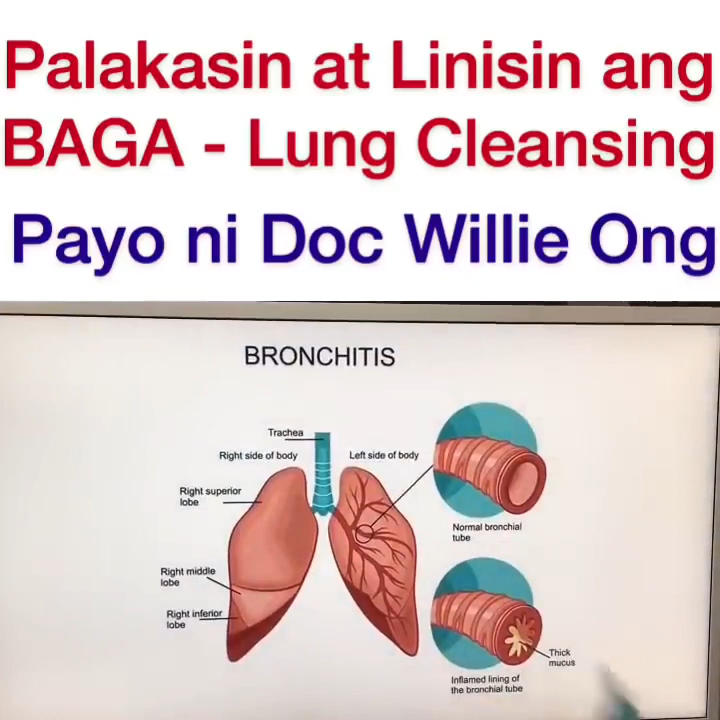 Palakasin at Linisin ang
BAGA - Lung Cleansing
Payo ni Doc Willie Ong
BRONCHITIS
Trachea
Right side of body
Left side of body
Right superior
lobe
Normal bronchial
tube
Right middle
lobe
Right inferior
lobe
Thick
mucus
Inflamed lining of
the bronchial tube